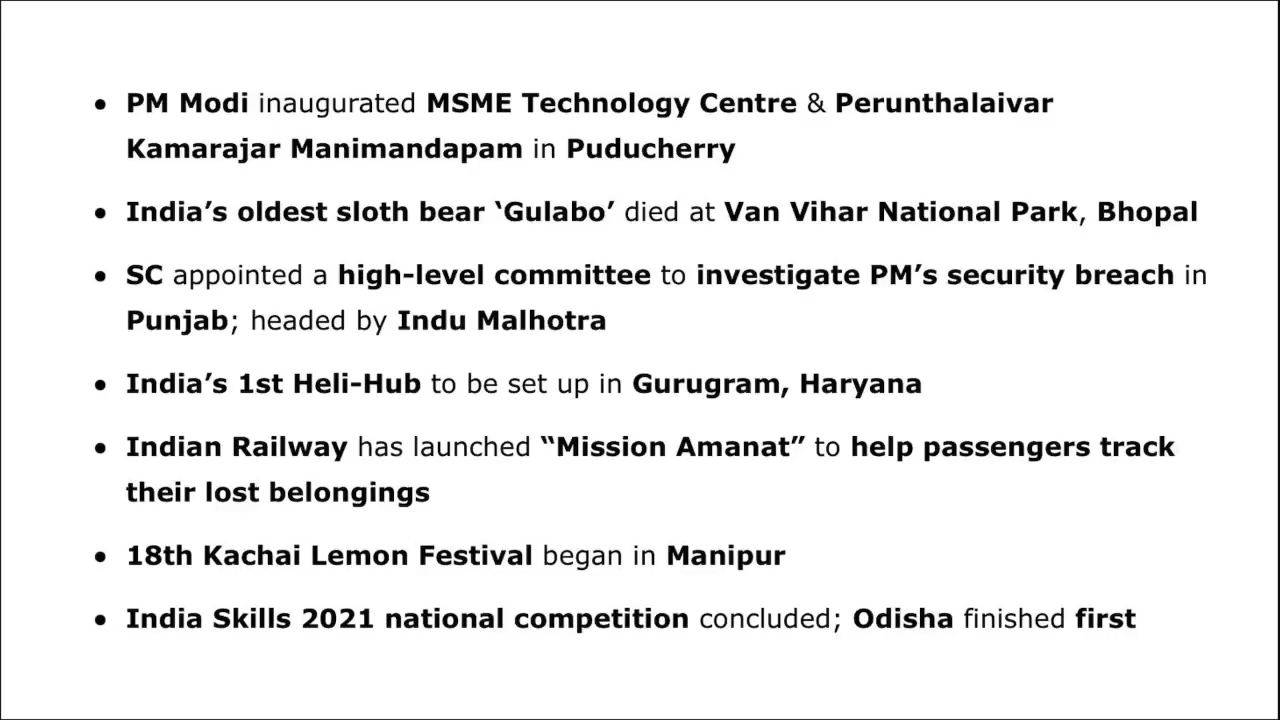 • PM Modi inaugurated MSME Technology Centre & Perunthalaivar
Kamarajar Manimandapam in Puducherry
• India’s oldest sloth bear ‘Gulabo’ died at Van Vihar National Park, Bhopal
• SC appointed a high-level committee to investigate PM’s security breach in
Punjab; headed by Indu Malhotra
• India’s 1st Heli-Hub to be set up in Gurugram, Haryana
• Indian Railway has launched “Mission Amanat” to help passengers track
their lost belongings
• 18th Kachai Lemon Festival began in Manipur
• India Skills 2021 national competition concluded; Odisha finished first